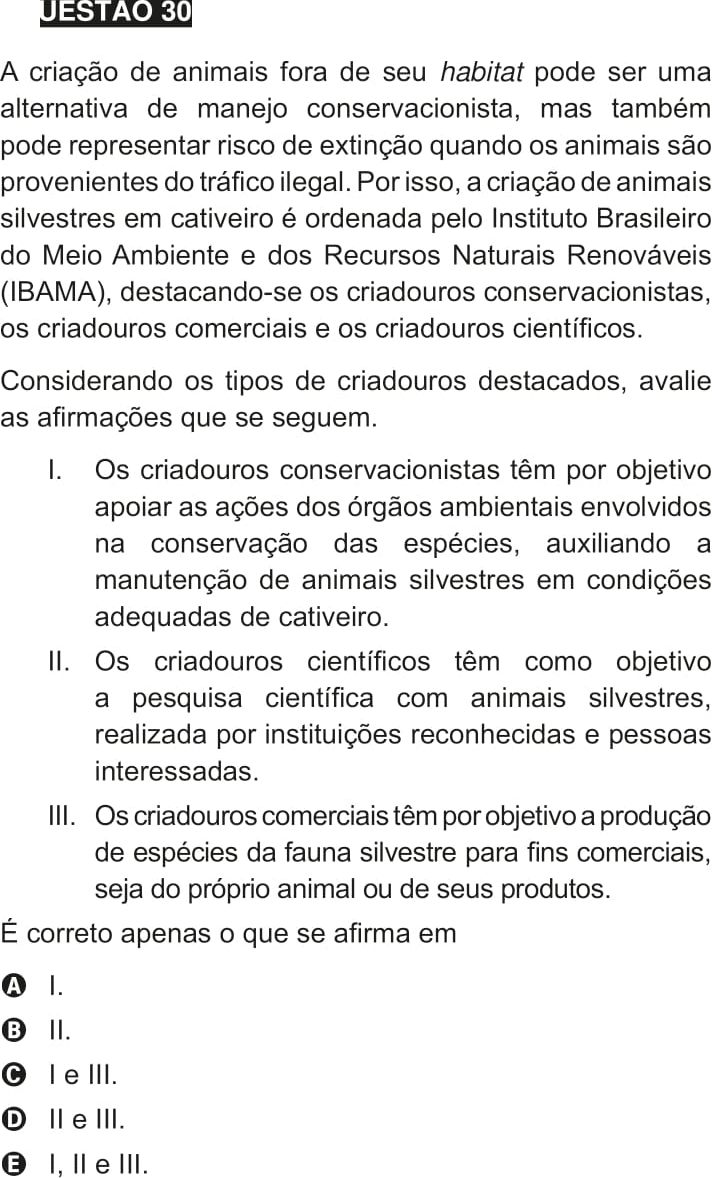 UESTÃO 30
A criação de animais fora de seu habitat pode ser uma
alternativa de manejo conservacionista, mas também
pode representar risco de extinção quando os animais são
provenientes do tráfico ilegal. Por isso, a criação de animais
silvestres em cativeiro é ordenada pelo Instituto Brasileiro
do Meio Ambiente e dos Recursos Naturais Renováveis
(IBAMA), destacando-se os criadouros conservacionistas,
os criadouros comerciais e os criadouros científicos.
Considerando os tipos de criadouros destacados, avalie
as afirmações que se seguem.
I. Os criadouros conservacionistas têm por objetivo
apoiar as ações dos órgãos ambientais envolvidos
na conservação das espécies, auxiliando a
manutenção de animais silvestres em condições
adequadas de cativeiro.
II. Os criadouros científicos têm como objetivo
a pesquisa científica com animais silvestres,
realizada por instituições reconhecidas e pessoas
interessadas.
III. Os criadouros comerciais têm por objetivo a produção
de espécies da fauna silvestre para fins comerciais,
seja do próprio animal ou de seus produtos.
É correto apenas o que se afirma em
A I.
B II.
C I e III.
D II e III.
E I, II e III.